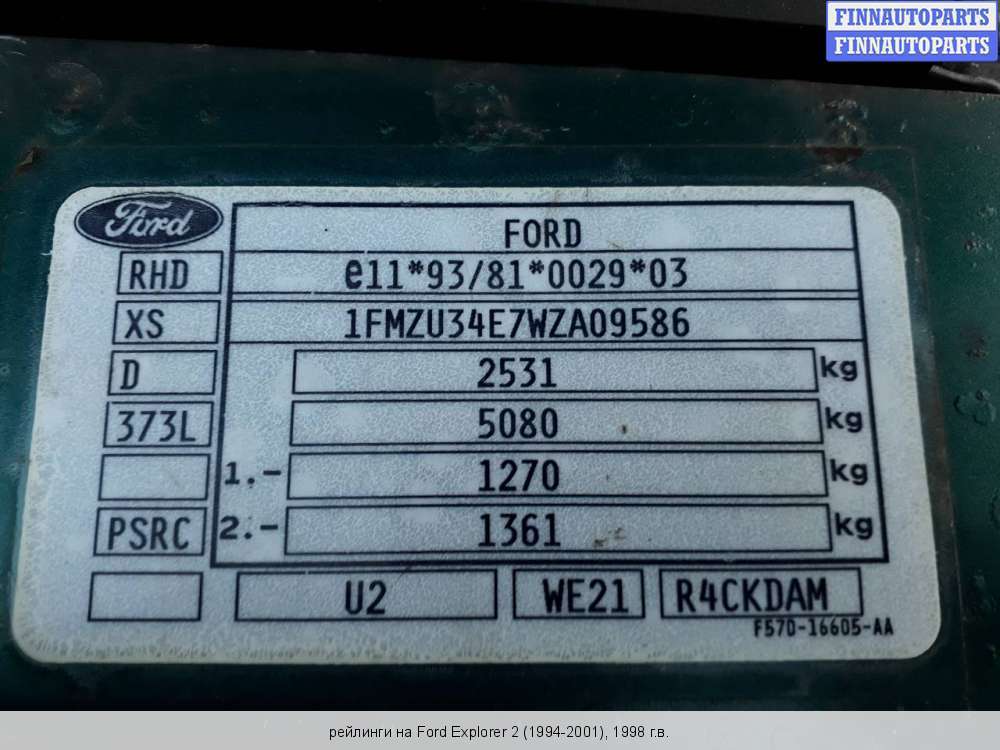 FINNAUTOPARTS
FINNAUTOPARTS
Ford
FORD
RHD e11*93/81*0029*03
XS 1FMZU34E7WZA09586
D 2531 kg
373L 5080 kg
1.- 1270 kg
PSRC 2.- 1361 kg
U2 WE21 R4CKDAM
F57D-16605-AA
рейлинги на Ford Explorer 2 (1994-2001), 1998 г.в.